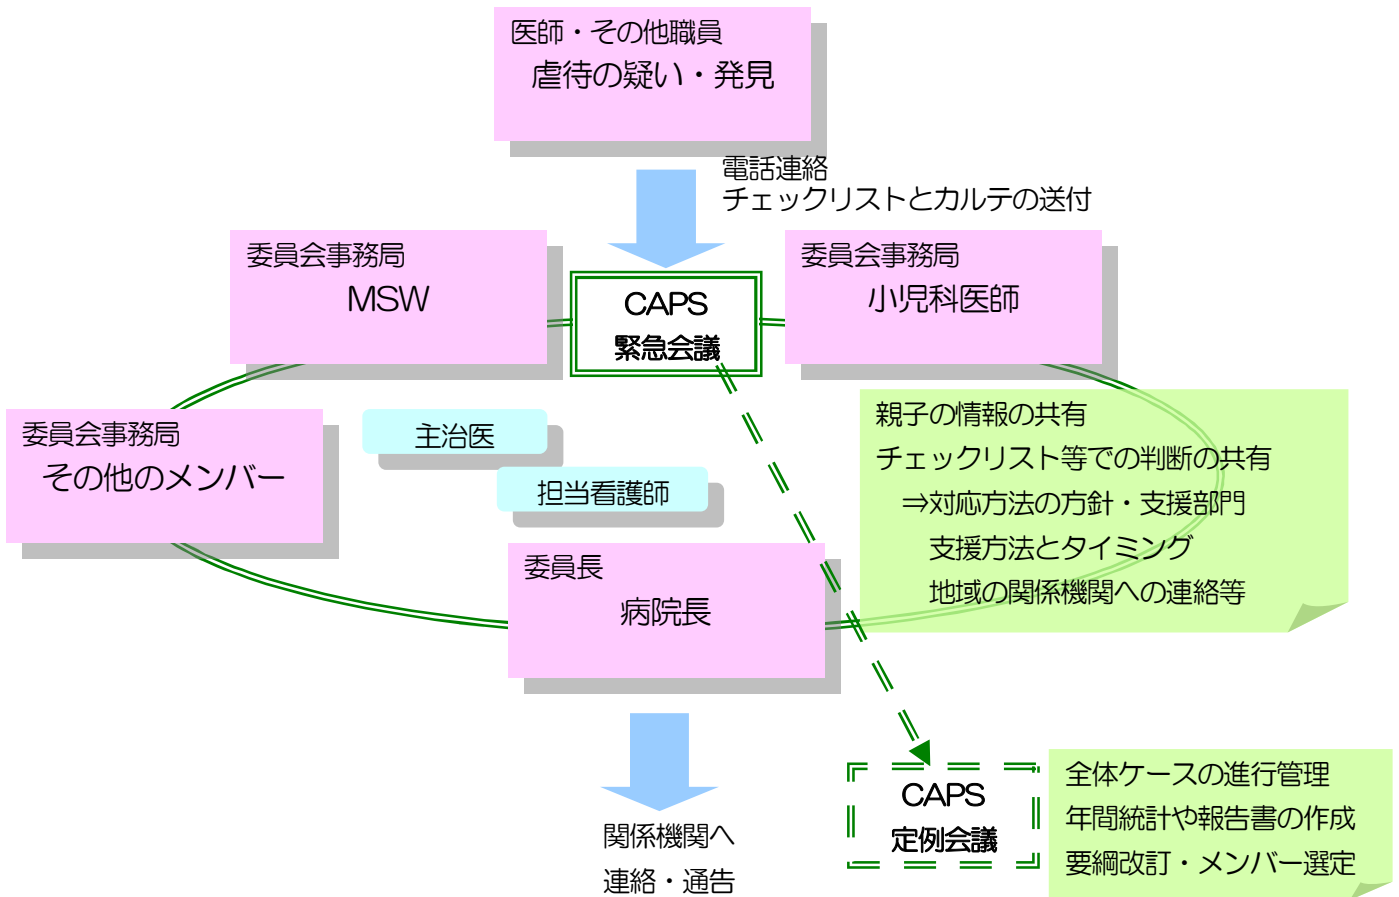 医師・その他職員
虐待の疑い・発見
電話連絡
チェックリストとカルテの送付
委員会事務局
MSW
CAPS
緊急会議
委員会事務局
小児科医師
委員会事務局
その他のメンバー
主治医
担当看護師
親子の情報の共有
チェックリスト等での判断の共有
⇒対応方法の方針・支援部門
支援方法とタイミング
地域の関係機関への連絡等
委員長
病院長
関係機関へ
連絡・通告
CAPS
定例会議
全体ケースの進行管理
年間統計や報告書の作成
要綱改訂・メンバー選定